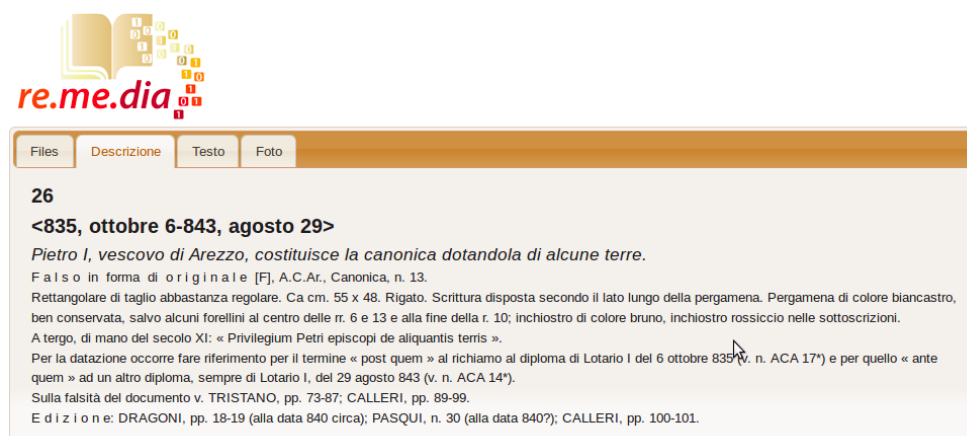 re.me.dia
Files Descrizione Testo Foto
26
<835, ottobre 6-843, agosto 29>
Pietro I, vescovo di Arezzo, costituisce la canonica dotandola di alcune terre.
F a l s o in forma di o r i g i n a l e [F], A.C.Ar., Canonica, n. 13.
Rettangolare di taglio abbastanza regolare. Ca cm. 55 x 48. Rigato. Scrittura disposta secondo il lato lungo della pergamena. Pergamena di colore biancastro,
ben conservata, salvo alcuni forellini al centro delle rr. 6 e 13 e alla fine della r. 10; inchiostro di colore bruno, inchiostro rossiccio nelle sottoscrizioni.
A tergo, di mano del secolo XI: « Privilegium Petri episcopi de aliquantis terris ».
Per la datazione occorre fare riferimento per il termine « post quem » al richiamo al diploma di Lotario I del 6 ottobre 835 (v. n. ACA 17*) e per quello « ante
quem » ad un altro diploma, sempre di Lotario I, del 29 agosto 843 (v. n. ACA 14*).
Sulla falsità del documento v. TRISTANO, pp. 73-87; CALLERI, pp. 89-99.
E d i z i o n e: DRAGONI, pp. 18-19 (alla data 840 circa); PASQUI, n. 30 (alla data 840?); CALLERI, pp. 100-101.